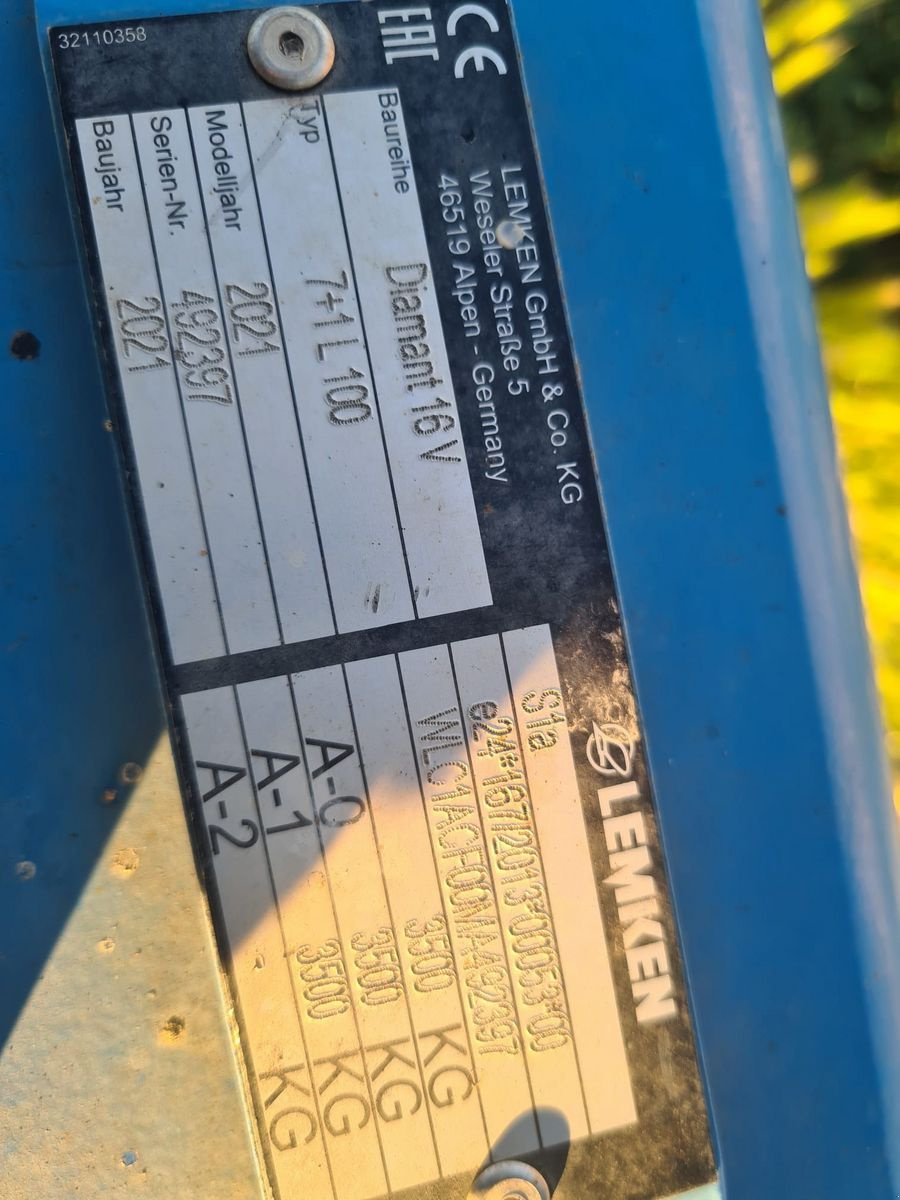 CE
EAC
LEMKEN GmbH & Co. KG
Weseler Straße 5
46519 Alpen - Germany
LEMKEN
Baureihe Diamant 16 V
Typ 7+1 L 100
Modelljahr 2021
Serien-Nr. 492397
Baujahr 2021
S1a
e24*167/2013*0053*00
WLC1ACF00MA492397
3500 KG
A-0 3500 KG
A-1 3500 KG
A-2 KG
32110358